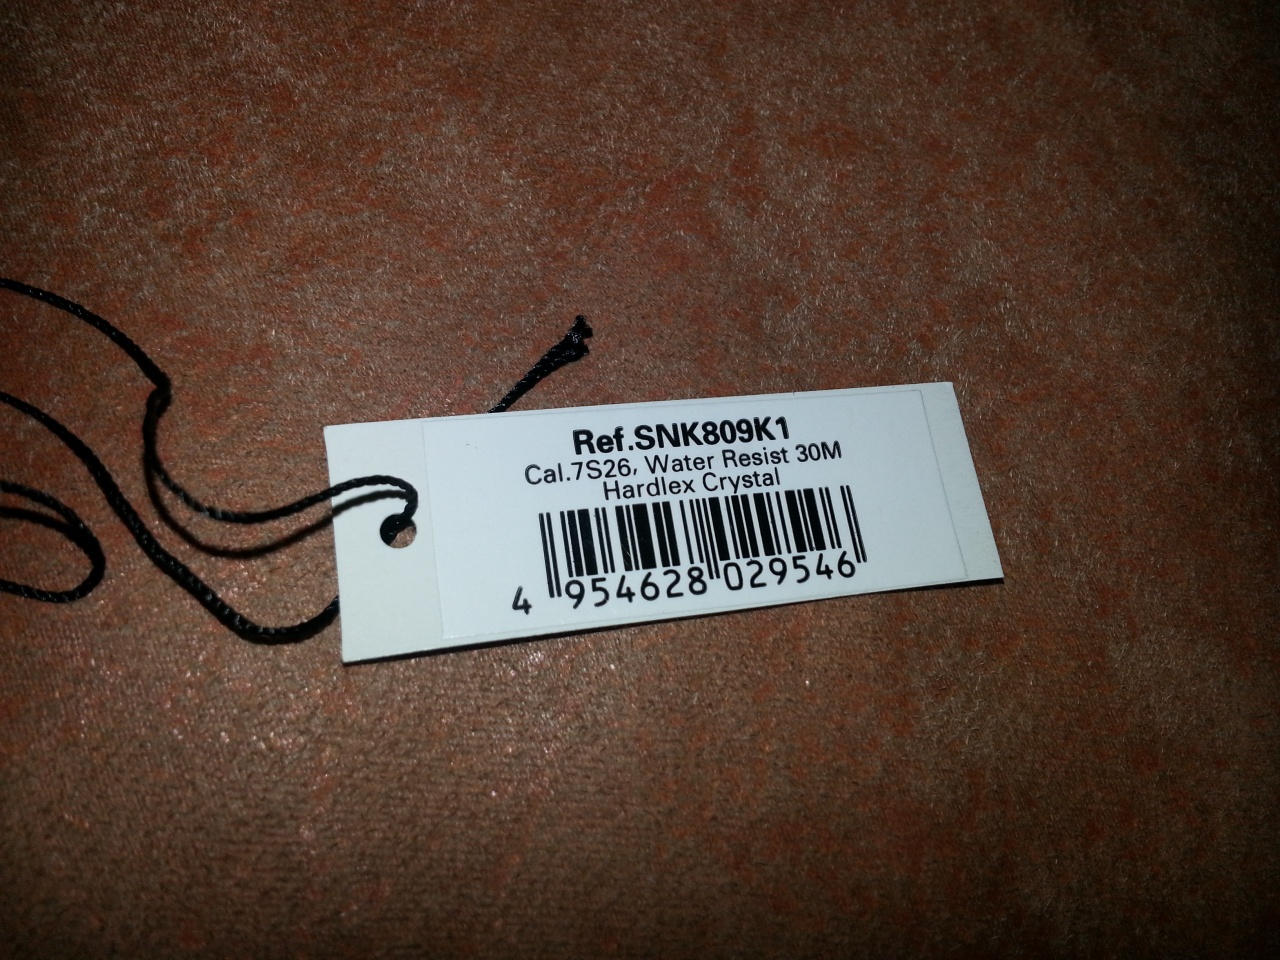 Ref.SNK809K1
Cal.7S26, Water Resist 30M
Hardlex Crystal
4 954628 029546